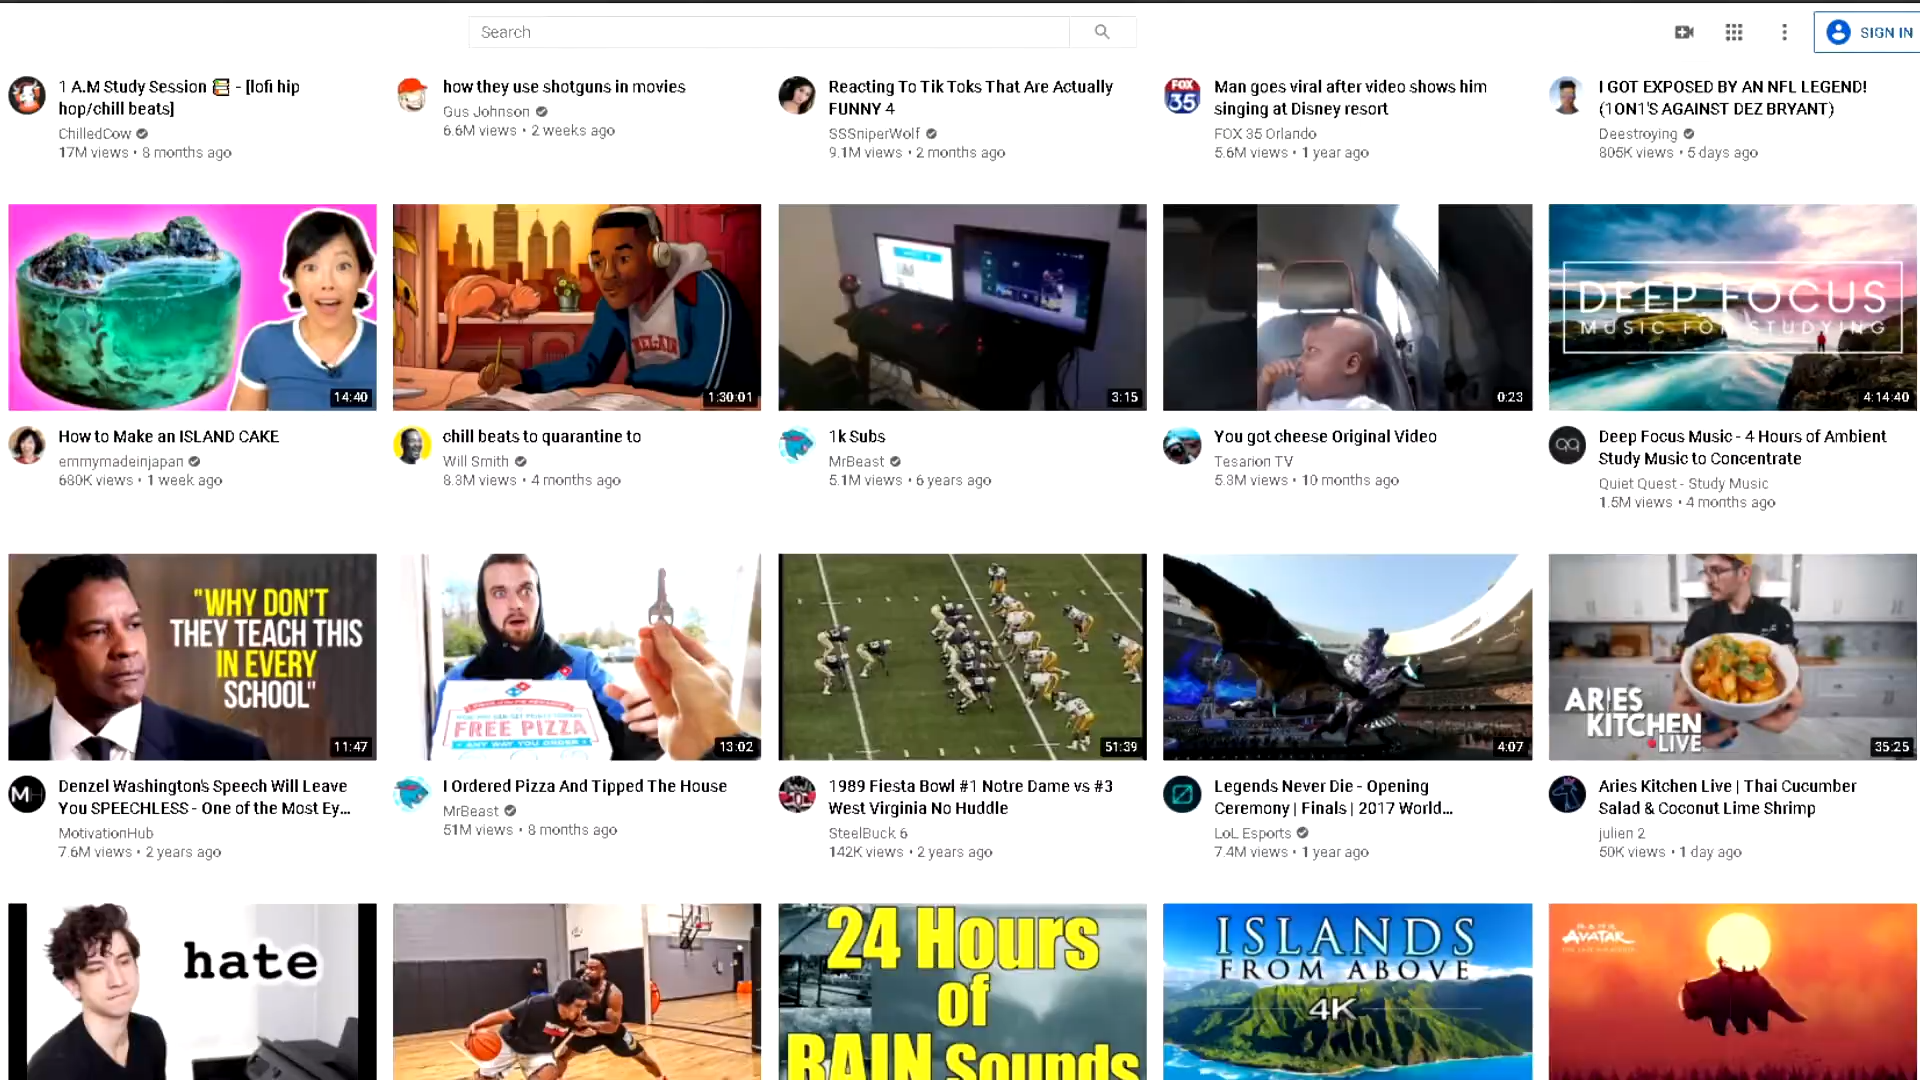 Search
SIGN IN
1 A.M Study Session 📚 - [lofi hip
hop/chill beats]
ChilledCow
17M views • 8 months ago
how they use shotguns in movies
Gus Johnson
6.6M views • 2 weeks ago
Reacting To Tik Toks That Are Actually
FUNNY 4
SSSniperWolf
9.1M views • 2 months ago
FOX
35
Man goes viral after video shows him
singing at Disney resort
FOX 35 Orlando
5.6M views • 1 year ago
I GOT EXPOSED BY AN NFL LEGEND!
(1ON1'S AGAINST DEZ BRYANT)
Deestroying
805K views • 5 days ago
14:40
How to Make an ISLAND CAKE
emmymadeinjapan
680K views • 1 week ago
1:30:01
chill beats to quarantine to
Will Smith
8.3M views • 4 months ago
3:15
1k Subs
MrBeast
5.1M views • 6 years ago
0:23
You got cheese Original Video
Tesarion TV
5.3M views • 10 months ago
DEEP FOCUS
MUSIC FOR STUDYING
4:14:40
Deep Focus Music - 4 Hours of Ambient
Study Music to Concentrate
Quiet Quest - Study Music
1.5M views • 4 months ago
"WHY DON'T
THEY TEACH THIS
IN EVERY
SCHOOL"
11:47
Denzel Washington's Speech Will Leave
You SPEECHLESS - One of the Most Ey...
MotivationHub
7.6M views • 2 years ago
FREE PIZZA
ANY WAY YOU ORDER
13:02
I Ordered Pizza And Tipped The House
MrBeast
51M views • 8 months ago
51:39
1989 Fiesta Bowl #1 Notre Dame vs #3
West Virginia No Huddle
SteelBuck 6
142K views • 2 years ago
4:07
Legends Never Die - Opening
Ceremony | Finals | 2017 World...
LoL Esports
7.4M views • 1 year ago
ARIES
KITCHEN
LIVE
35:25
Aries Kitchen Live | Thai Cucumber
Salad & Coconut Lime Shrimp
julien 2
50K views • 1 day ago
hate
24 Hours
of
RAIN Sounds
ISLANDS
FROM ABOVE
4K
AVATAR